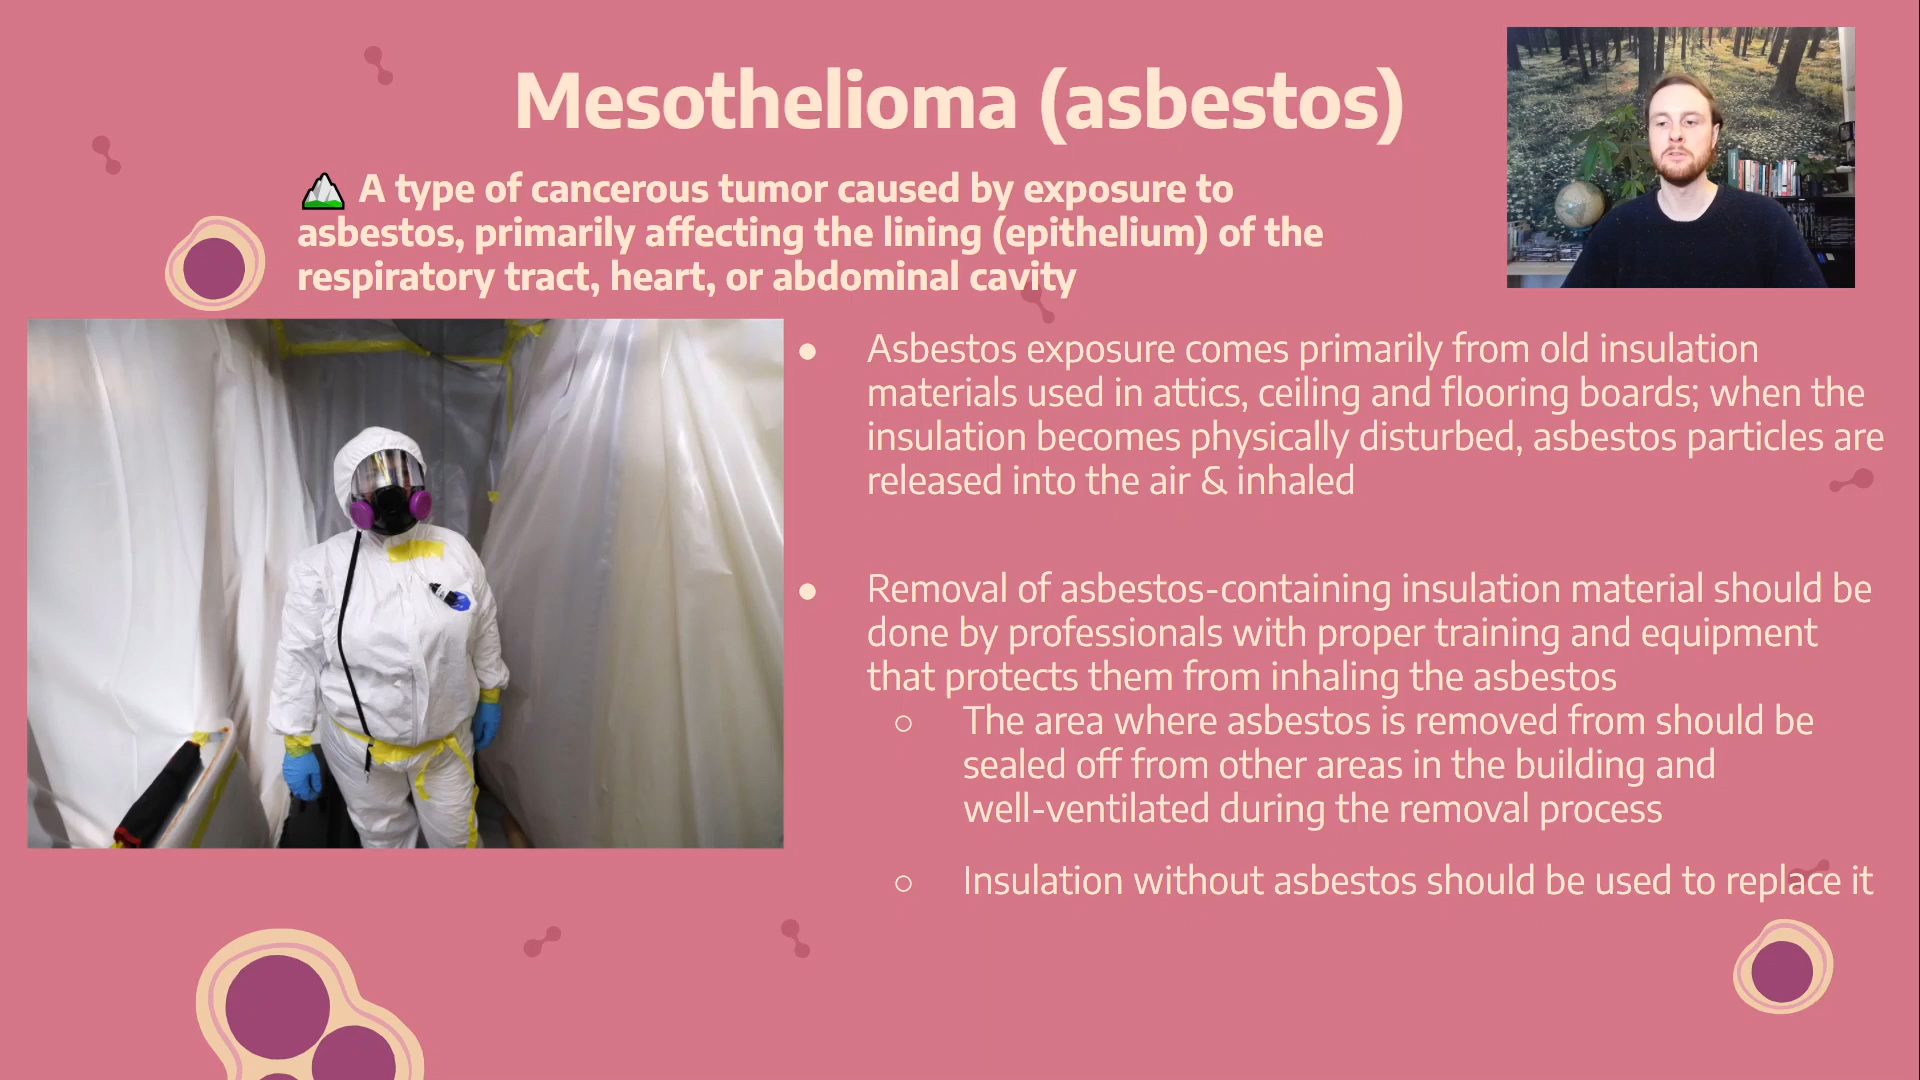 Mesothelioma (asbestos)
A type of cancerous tumor caused by exposure to
asbestos, primarily affecting the lining (epithelium) of the
respiratory tract, heart, or abdominal cavity
● Asbestos exposure comes primarily from old insulation
materials used in attics, ceiling and flooring boards; when the
insulation becomes physically disturbed, asbestos particles are
released into the air & inhaled
● Removal of asbestos-containing insulation material should be
done by professionals with proper training and equipment
that protects them from inhaling the asbestos
○ The area where asbestos is removed from should be
sealed off from other areas in the building and
well-ventilated during the removal process
○ Insulation without asbestos should be used to replace it